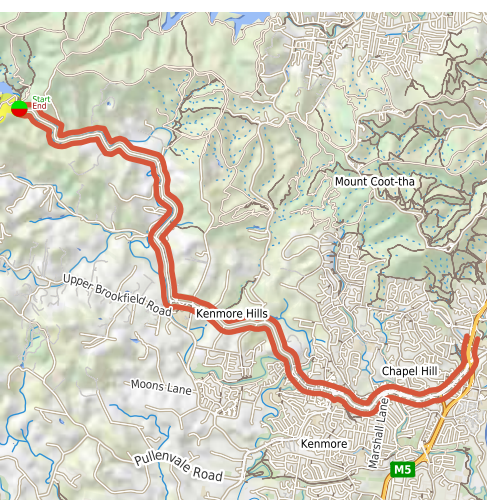 Start
End
Mount Coot-tha
Upper Brookfield Road
Kenmore Hills
Chapel Hill
Moons Lane
Marshall Lane
Kenmore
Pullenvale Road
M5